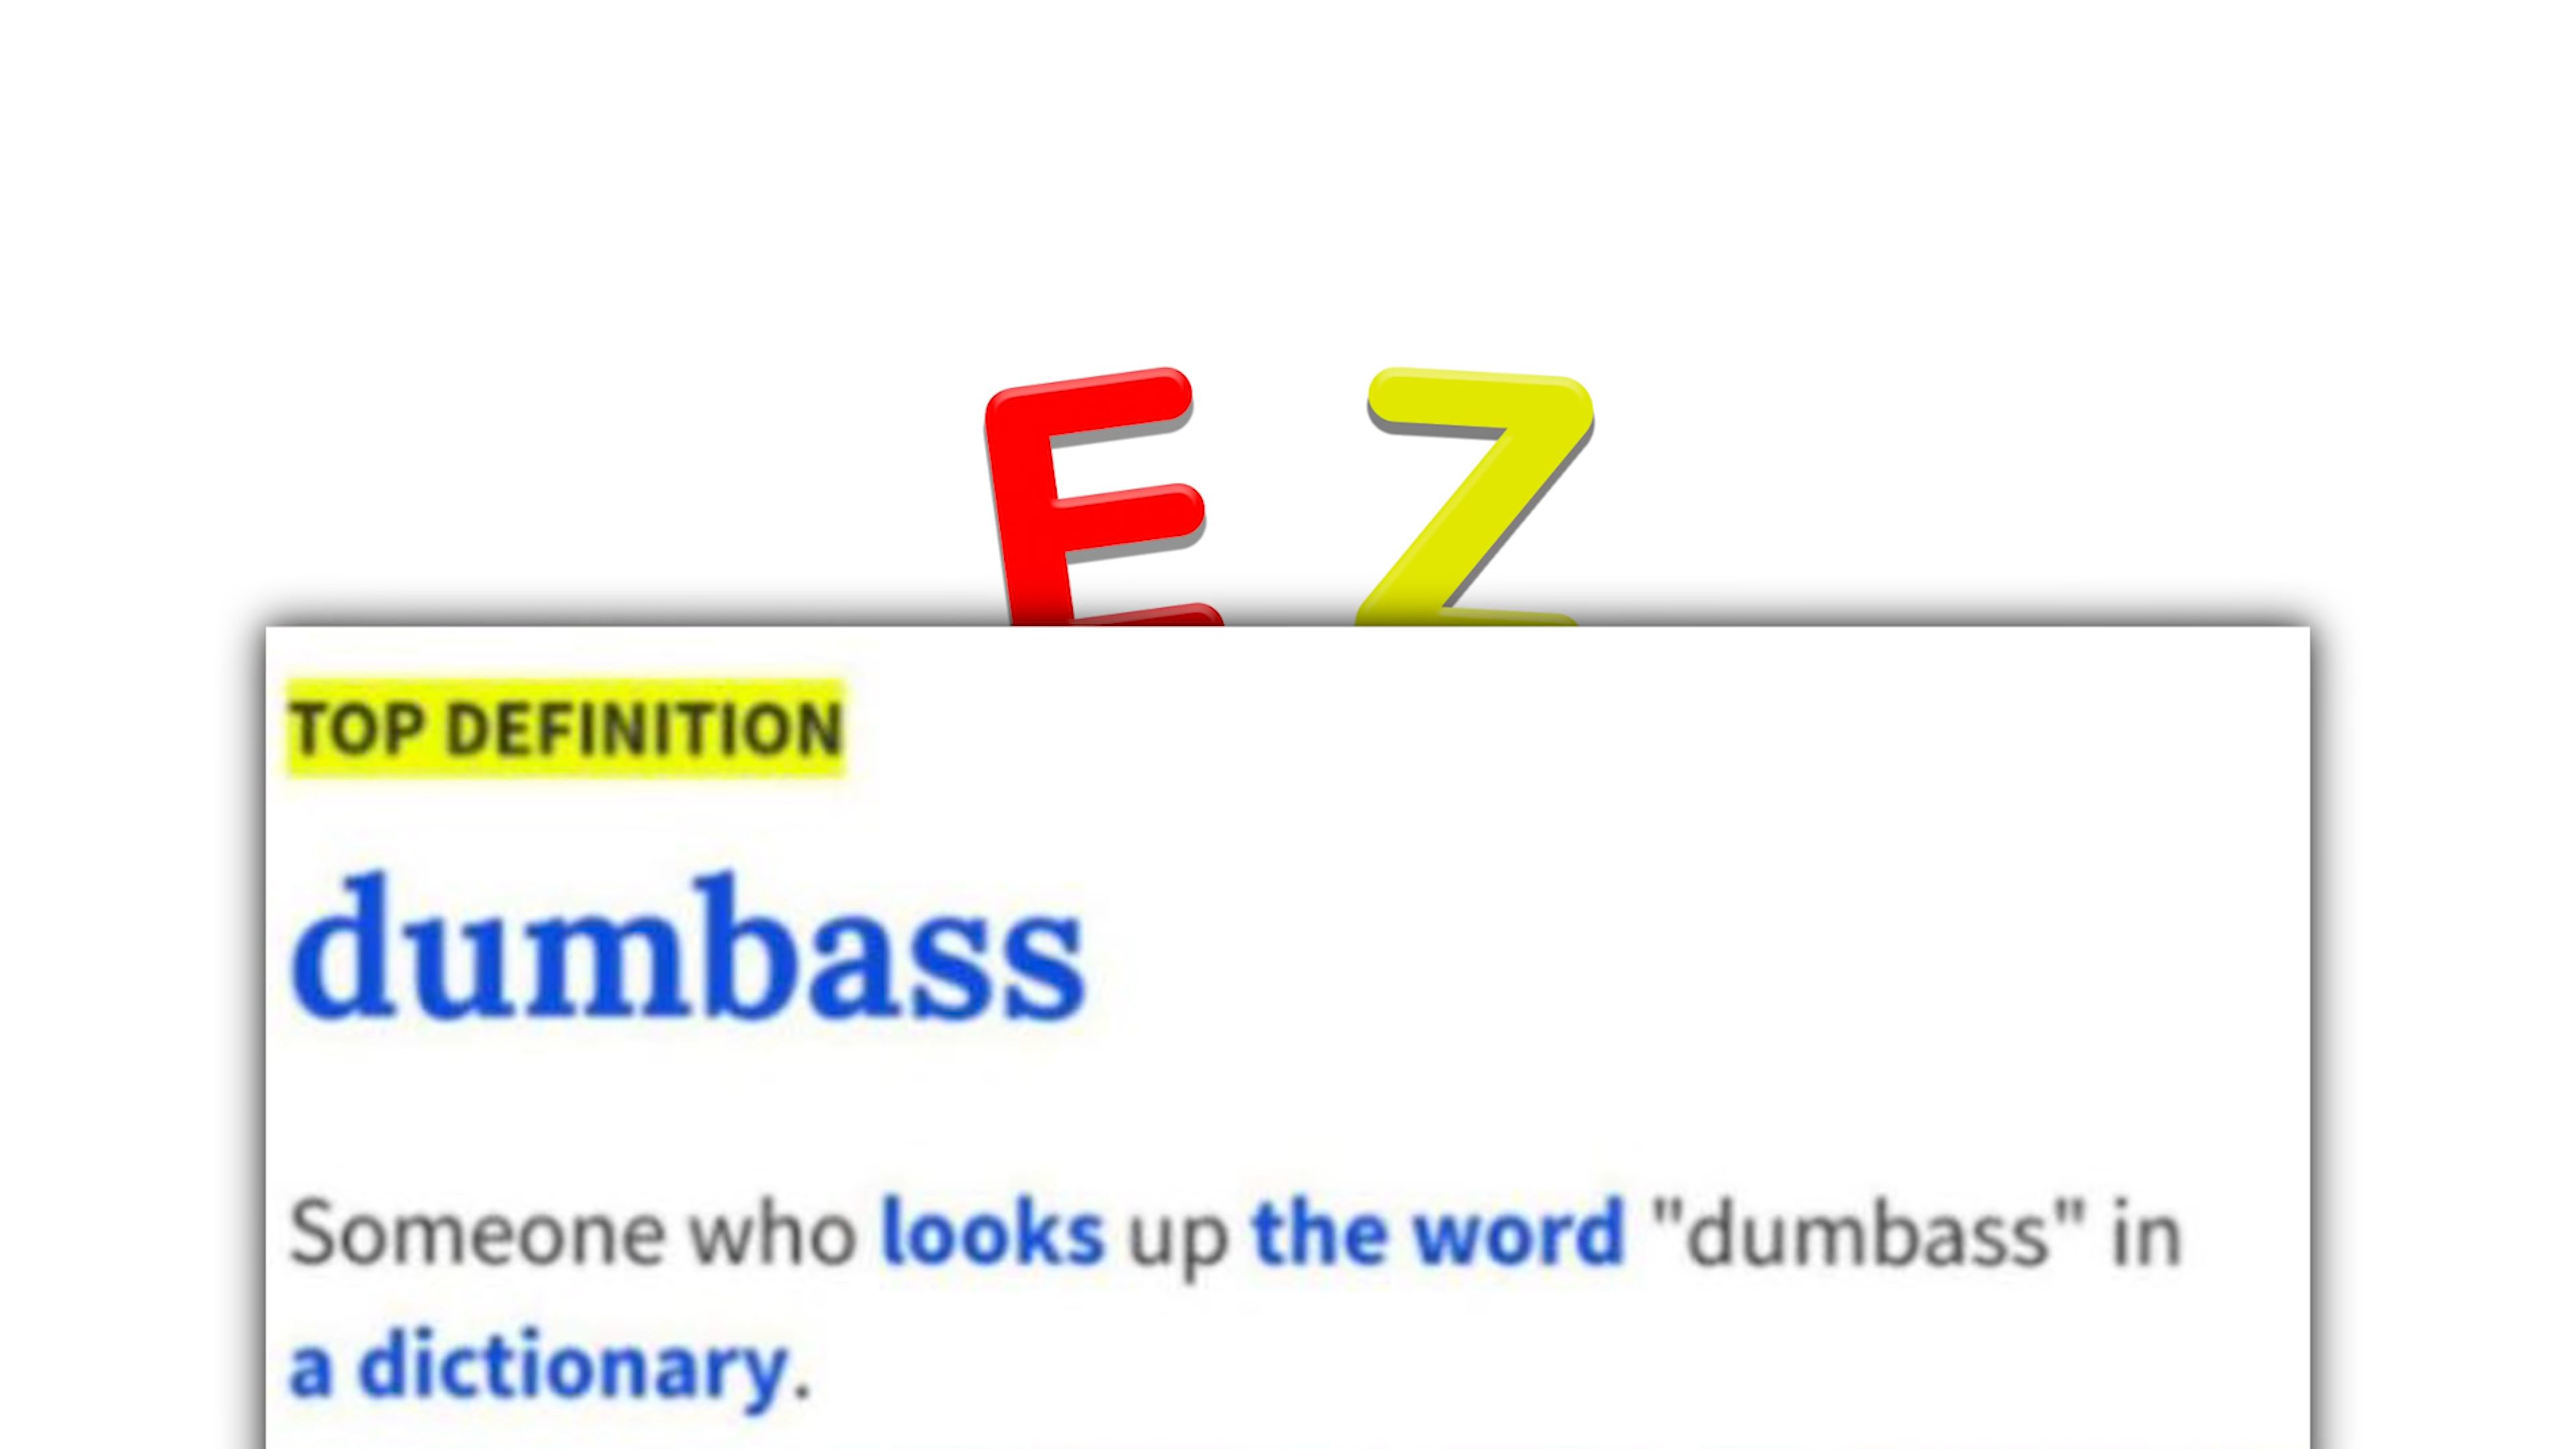 E Z
TOP DEFINITION
dumbass
Someone who looks up the word "dumbass" in
a dictionary.